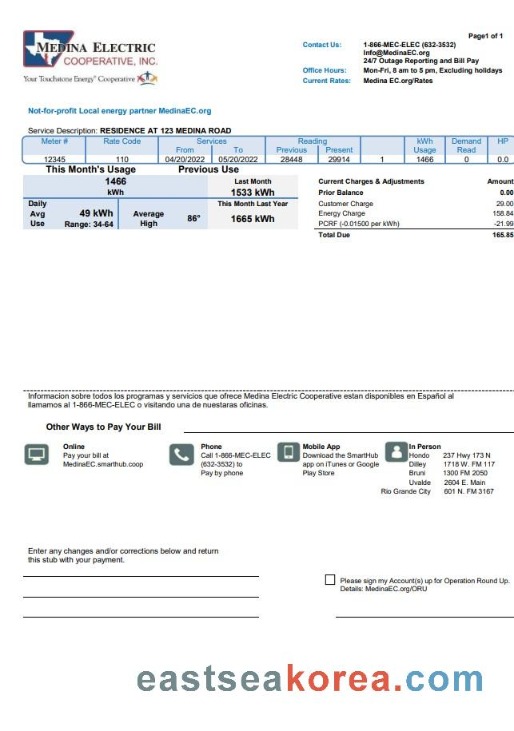 Page1 of 1
MEDINA ELECTRIC
COOPERATIVE, INC.
Your Touchstone Energy® Cooperative
Contact Us: 1-866-MEC-ELEC (632-3532)
Info@MedinaEC.org
24/7 Outage Reporting and Bill Pay
Office Hours: Mon-Fri, 8 am to 5 pm, Excluding holidays
Current Rates: Medina EC.org/Rates
Not-for-profit Local energy partner MedinaEC.org
Service Description: RESIDENCE AT 123 MEDINA ROAD
Meter # Rate Code Services Reading kWh Demand HP
From To Previous Present Usage Read
12345 110 04/20/2022 05/20/2022 28448 29914 1 1466 0 0.0
This Month's Usage Previous Use
1466 Last Month
kWh 1533 kWh
Daily This Month Last Year
Avg 49 kWh Average 86° 1665 kWh
Use Range: 34-64 High
Current Charges & Adjustments Amount
Prior Balance 0.00
Customer Charge 29.00
Energy Charge 158.84
PCRF (-0.01500 per kWh) -21.99
Total Due 165.85
Informacion sobre todos los programas y servicios que ofrece Medina Electric Cooperative estan disponibles en Español al
llamamos al 1-866-MEC-ELEC o visitando una de nuestaras oficinas.
Other Ways to Pay Your Bill
Online
Pay your bill at
MedinaEC.smarthub.coop
Phone
Call 1-866-MEC-ELEC
(632-3532) to
Pay by phone
Mobile App
Download the SmartHub
app on iTunes or Google
Play Store
In Person
Hondo 237 Hwy 173 N
Dilley 1718 W. FM 117
Bruni 1300 FM 2050
Uvalde 2604 E. Main
Rio Grande City 601 N. FM 3167
Enter any changes and/or corrections below and return
this stub with your payment.
Please sign my Account(s) up for Operation Round Up.
Details: MedinaEC.org/ORU
eastseakorea.com